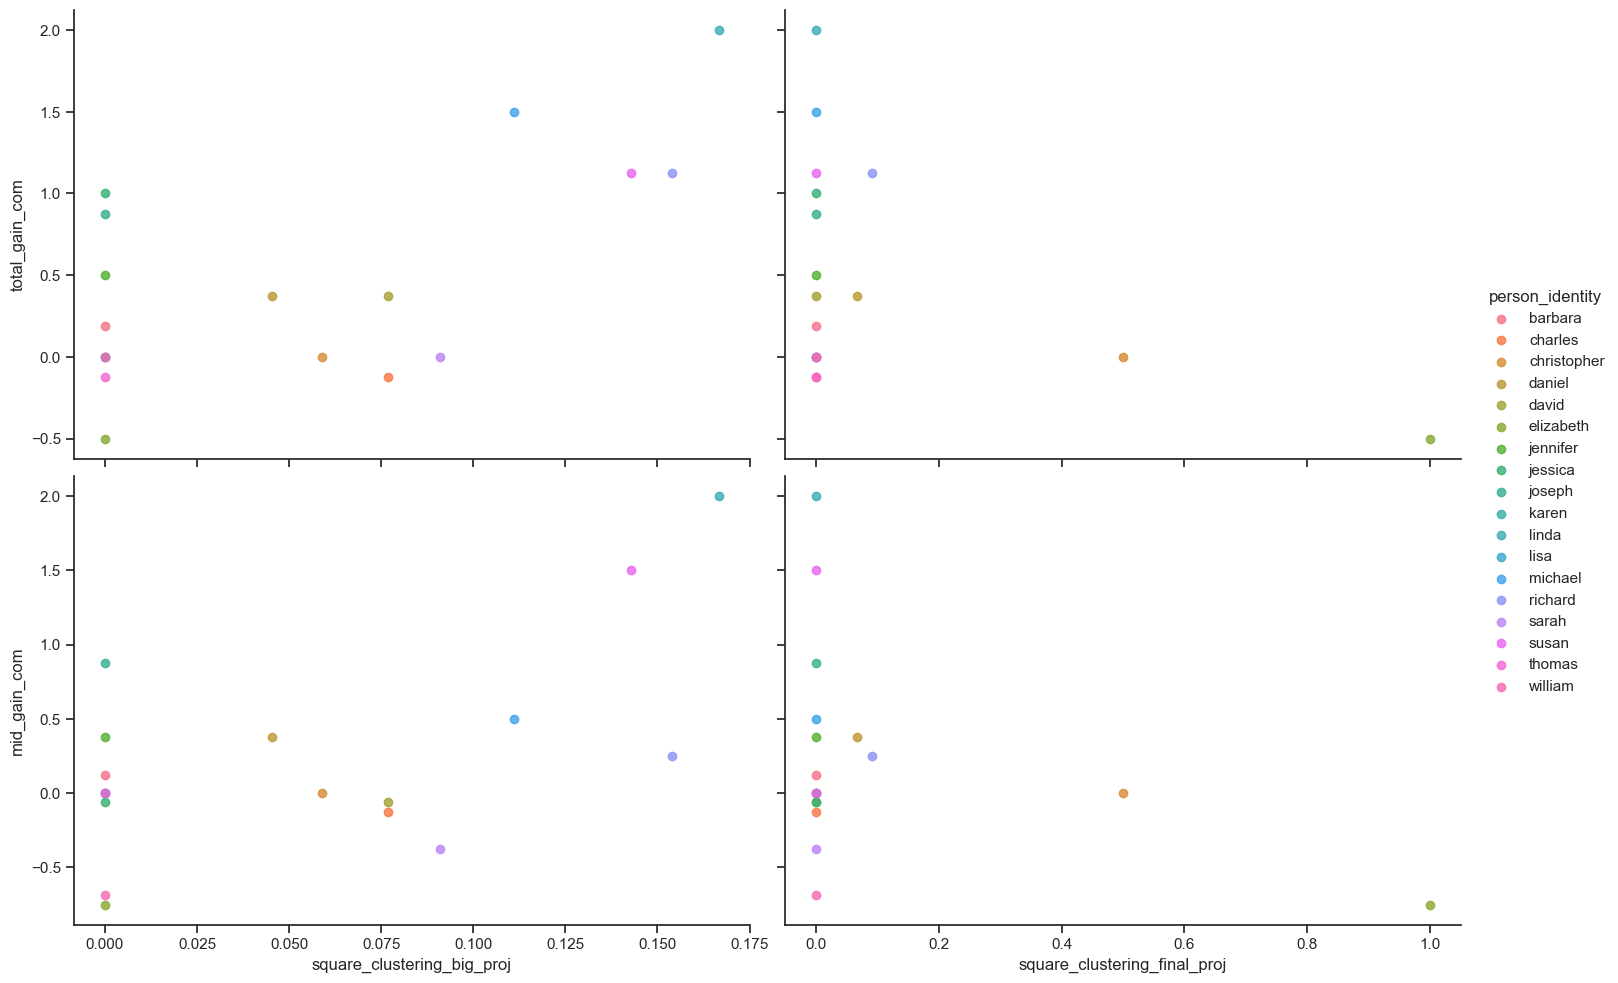 2.0
1.5
1.0
0.5
0.0
−0.5
total_gain_com
2.0
1.5
1.0
0.5
0.0
−0.5
mid_gain_com
0.000
0.025
0.050
0.075
0.100
0.125
0.150
0.175
square_clustering_big_proj
0.0
0.2
0.4
0.6
0.8
1.0
square_clustering_final_proj
person_identity
barbara
charles
christopher
daniel
david
elizabeth
jennifer
jessica
joseph
karen
linda
lisa
michael
richard
sarah
susan
thomas
william